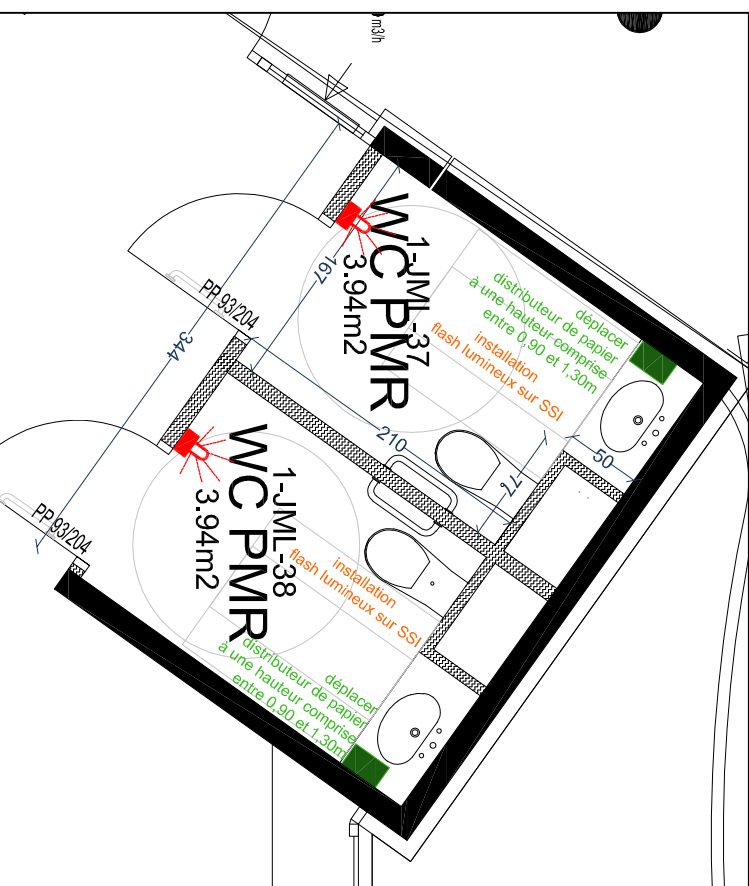 m3/h
1-JML-37
WC PMR
3.94m2
déplacer
distributeur de papier
à une hauteur comprise
entre 0,90 et 1,30m
installation
flash lumineux sur SSI
PP 93/204
167
344
210
77
50
1-JML-38
WC PMR
3.94m2
installation
flash lumineux sur SSI
déplacer
distributeur de papier
à une hauteur comprise
entre 0,90 et 1,30m
PP 93/204